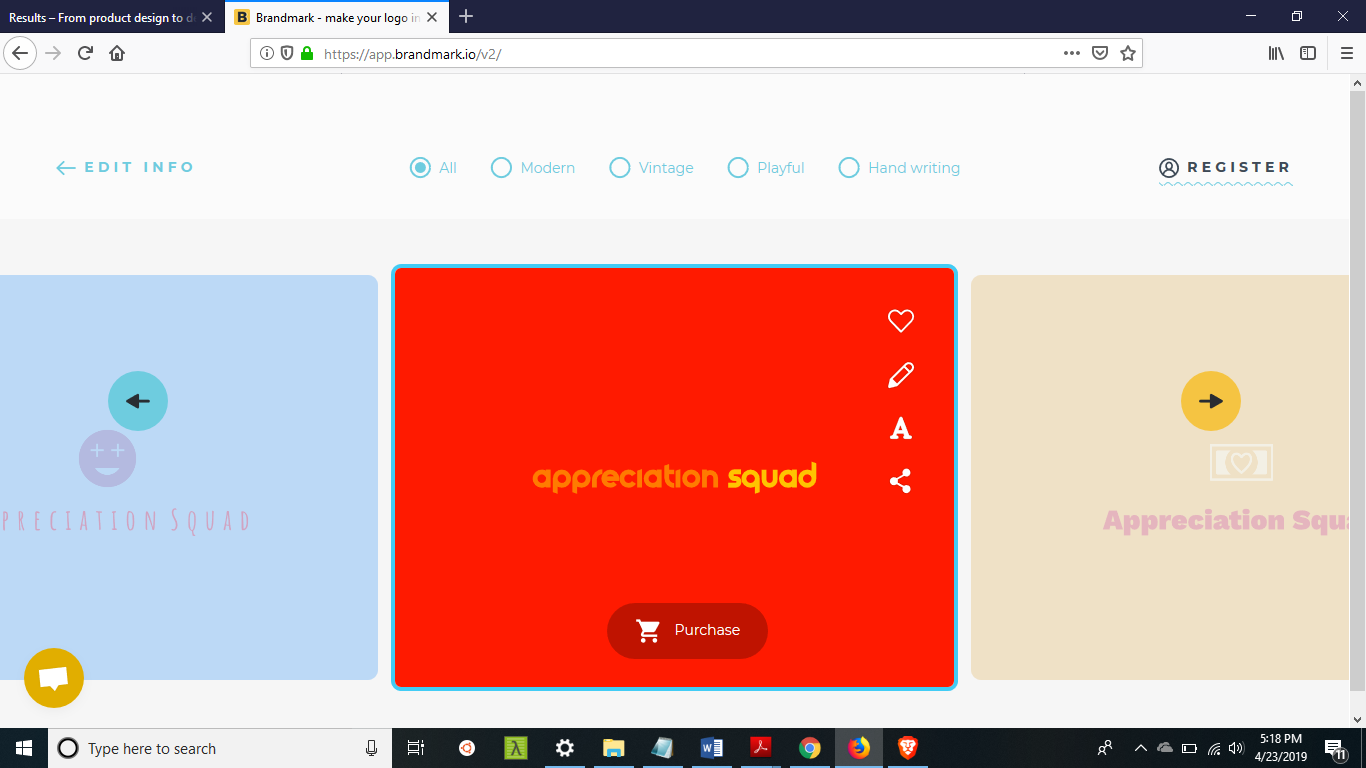 Results – From product design to d
Brandmark - make your logo in
https://app.brandmark.io/v2/
EDIT INFO
All
Modern
Vintage
Playful
Hand writing
REGISTER
preciation Squad
appreciation squad
Appreciation Squa
Purchase
Type here to search
5:18 PM
4/23/2019
11